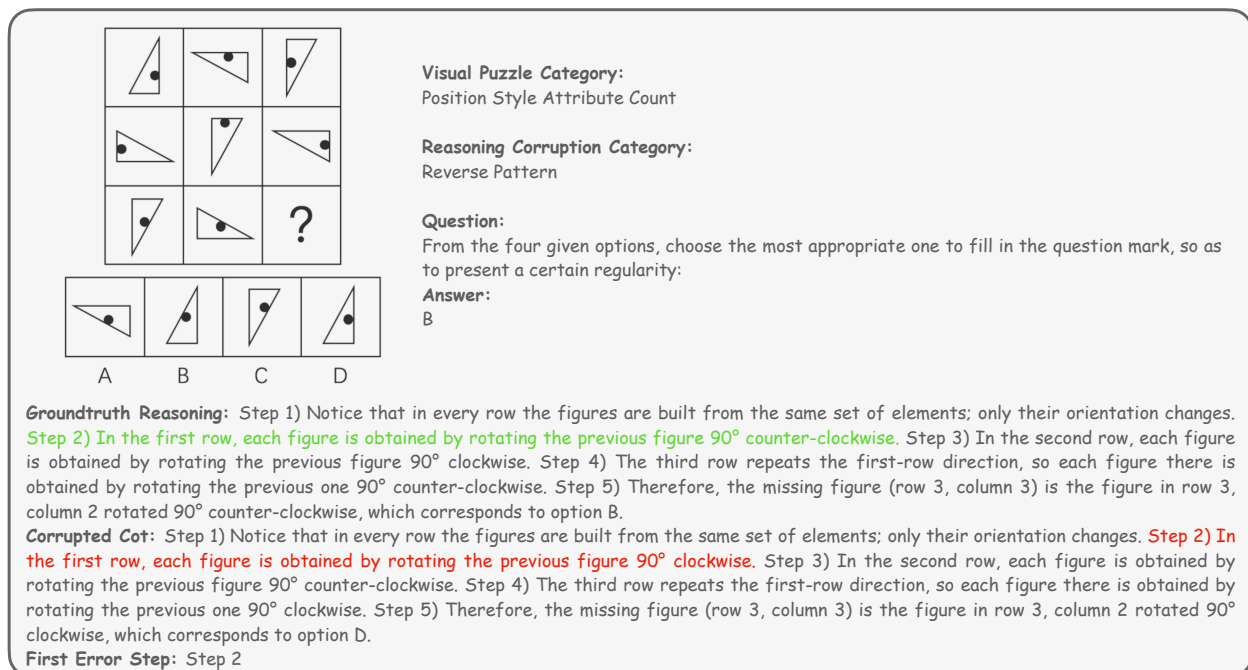 ?
A B C D
Visual Puzzle Category:
Position Style Attribute Count
Reasoning Corruption Category:
Reverse Pattern
Question:
From the four given options, choose the most appropriate one to fill in the question mark, so as
to present a certain regularity:
Answer:
B
Groundtruth Reasoning: Step 1) Notice that in every row the figures are built from the same set of elements; only their orientation changes.
Step 2) In the first row, each figure is obtained by rotating the previous figure 90° counter-clockwise. Step 3) In the second row, each figure
is obtained by rotating the previous figure 90° clockwise. Step 4) The third row repeats the first-row direction, so each figure there is
obtained by rotating the previous one 90° counter-clockwise. Step 5) Therefore, the missing figure (row 3, column 3) is the figure in row 3,
column 2 rotated 90° counter-clockwise, which corresponds to option B.
Corrupted Cot: Step 1) Notice that in every row the figures are built from the same set of elements; only their orientation changes. Step 2) In
the first row, each figure is obtained by rotating the previous figure 90° clockwise. Step 3) In the second row, each figure is obtained by
rotating the previous figure 90° counter-clockwise. Step 4) The third row repeats the first-row direction, so each figure there is obtained by
rotating the previous one 90° clockwise. Step 5) Therefore, the missing figure (row 3, column 3) is the figure in row 3, column 2 rotated 90°
clockwise, which corresponds to option D.
First Error Step: Step 2